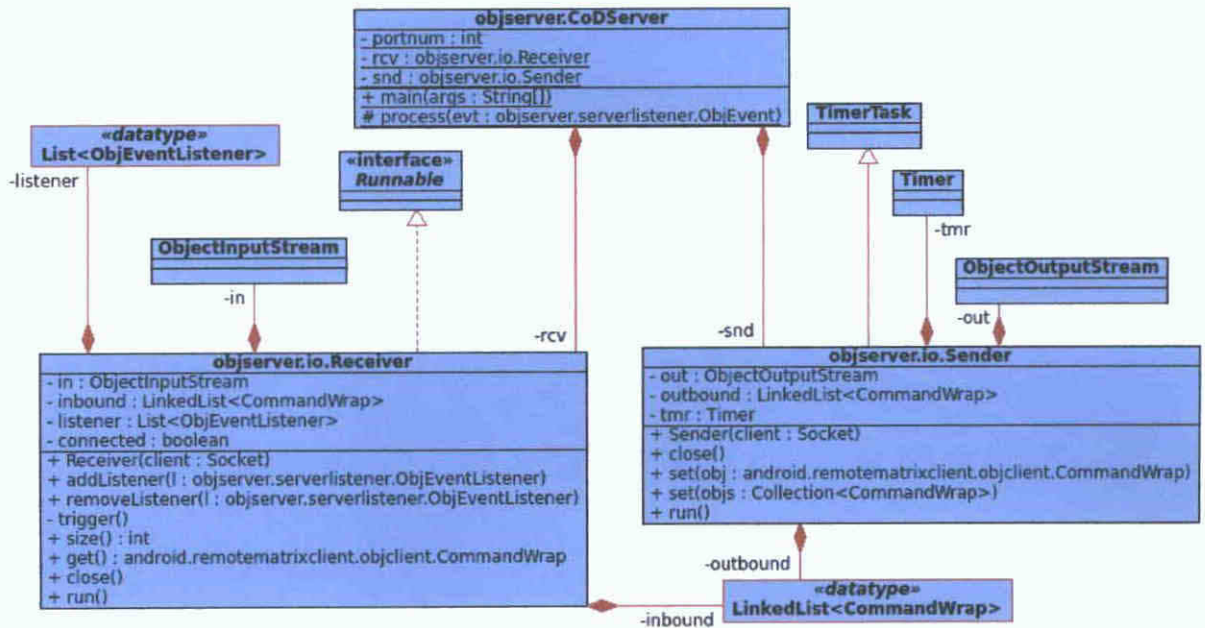 objserver.CoDServer
- portnum : int
- rcv : objserver.io.Receiver
- snd : objserver.io.Sender
+ main(args : String[])
# process(evt : objserver.serverlistener.ObjEvent)
«datatype»
List<ObjEventListener>
-listener
«interface»
Runnable
TimerTask
Timer
-tmr
ObjectInputStream
-in
ObjectOutputStream
-out
-rcv
-snd
objserver.io.Receiver
- in : ObjectInputStream
- inbound : LinkedList<CommandWrap>
- listener : List<ObjEventListener>
- connected : boolean
+ Receiver(client : Socket)
+ addListener(l : objserver.serverlistener.ObjEventListener)
+ removeListener(l : objserver.serverlistener.ObjEventListener)
- trigger()
+ size() : int
+ get() : android.remotematrixclient.objclient.CommandWrap
+ close()
+ run()
objserver.io.Sender
- out : ObjectOutputStream
- outbound : LinkedList<CommandWrap>
- tmr : Timer
+ Sender(client : Socket)
+ close()
+ set(obj : android.remotematrixclient.objclient.CommandWrap)
+ set(objs : Collection<CommandWrap>)
+ run()
-outbound
-inbound
«datatype»
LinkedList<CommandWrap>